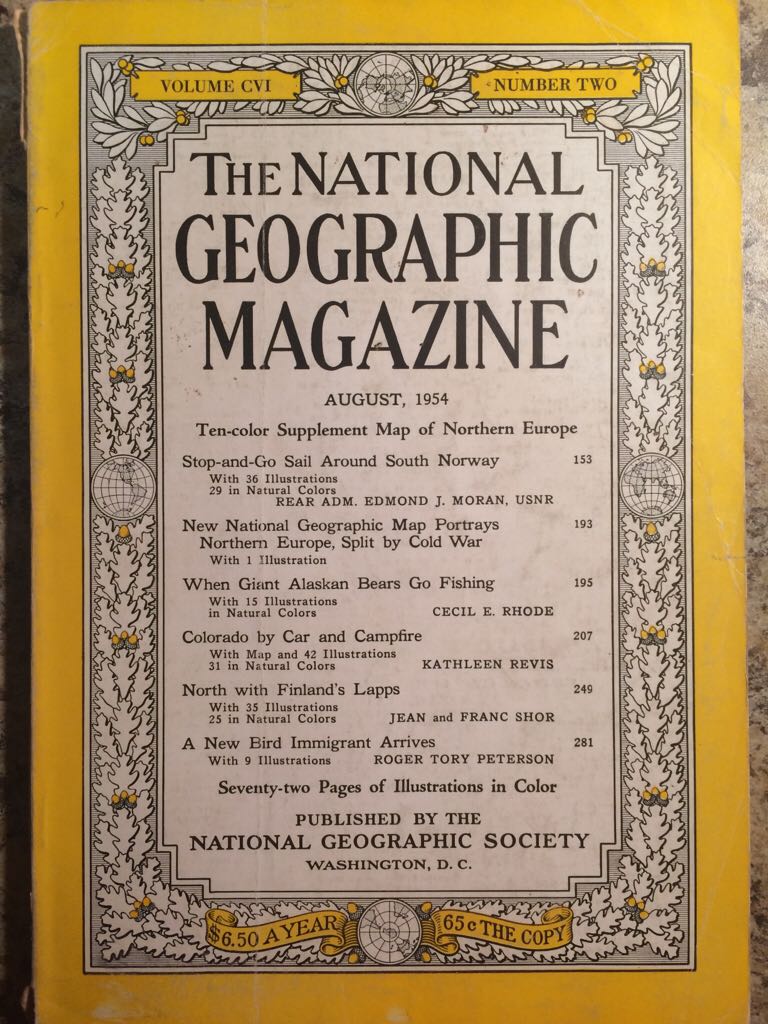 VOLUME CVI
NUMBER TWO
THE NATIONAL
GEOGRAPHIC
MAGAZINE
AUGUST, 1954
Ten-color Supplement Map of Northern Europe
Stop-and-Go Sail Around South Norway 153
With 36 Illustrations
29 in Natural Colors
REAR ADM. EDMOND J. MORAN, USNR
New National Geographic Map Portrays 193
Northern Europe, Split by Cold War
With 1 Illustration
When Giant Alaskan Bears Go Fishing 195
With 15 Illustrations
in Natural Colors CECIL E. RHODE
Colorado by Car and Campfire 207
With Map and 42 Illustrations
31 in Natural Colors KATHLEEN REVIS
North with Finland's Lapps 249
With 35 Illustrations
25 in Natural Colors JEAN and FRANC SHOR
A New Bird Immigrant Arrives 281
With 9 Illustrations ROGER TORY PETERSON
Seventy-two Pages of Illustrations in Color
PUBLISHED BY THE
NATIONAL GEOGRAPHIC SOCIETY
WASHINGTON, D. C.
$6.50 A YEAR
65c THE COPY